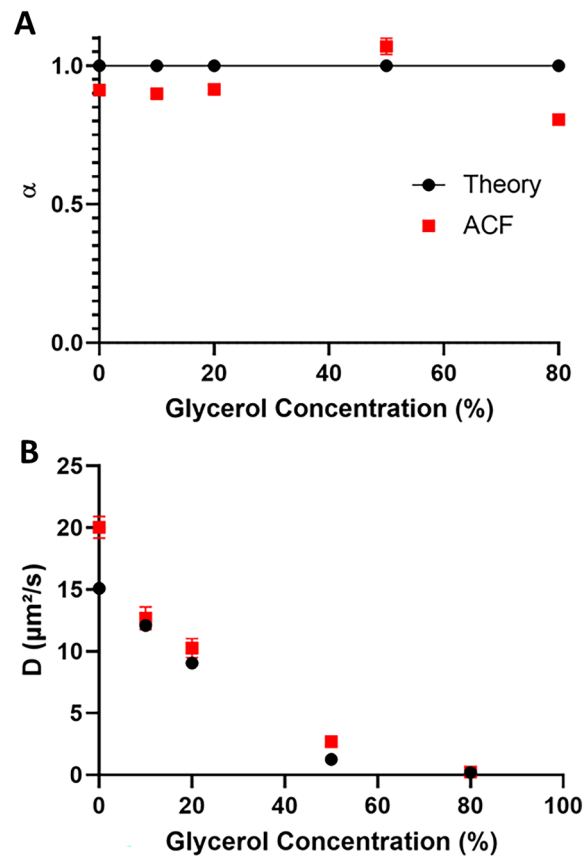 A
1.0
0.5
0.0
α
Theory
ACF
0 20 40 60 80
Glycerol Concentration (%)
B
25
20
15
10
5
0
D (µm²/s)
0 20 40 60 80 100
Glycerol Concentration (%)